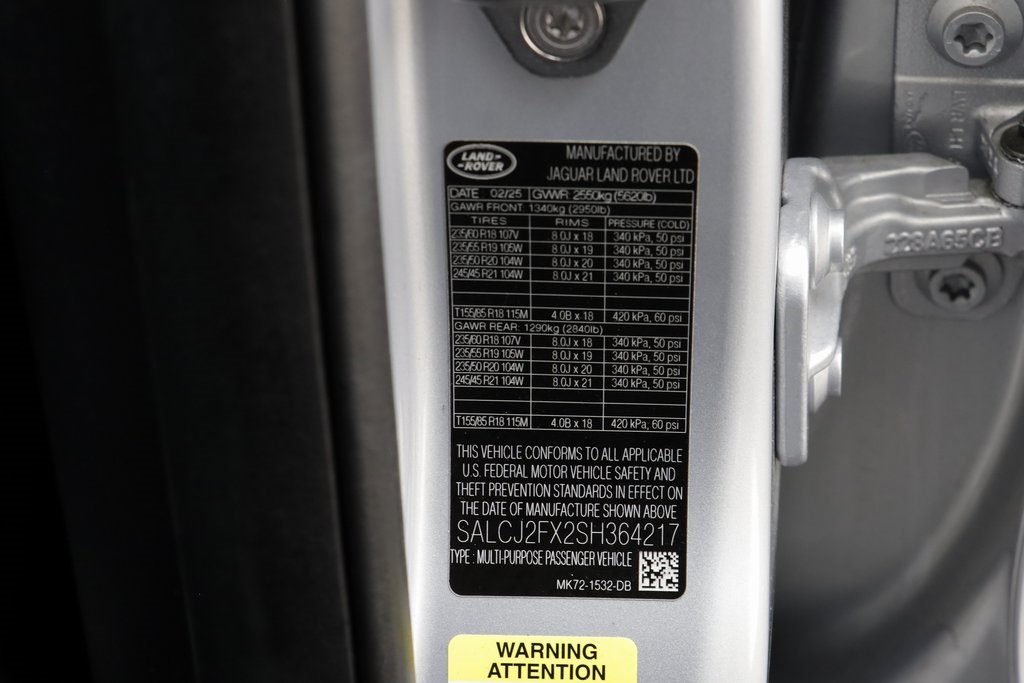 LAND-
-ROVER
MANUFACTURED BY
JAGUAR LAND ROVER LTD
DATE 02/25 GVWR 2550kg (5620lb)
GAWR FRONT: 1340kg (2950lb)
TIRES RIMS PRESSURE (COLD)
235/60 R18 107V 8.0J x 18 340 kPa, 50 psi
235/55 R19 105W 8.0J x 19 340 kPa, 50 psi
235/50 R20 104W 8.0J x 20 340 kPa, 50 psi
245/45 R21 104W 8.0J x 21 340 kPa, 50 psi
T155/85 R18 115M 4.0B x 18 420 kPa, 60 psi
GAWR REAR: 1290kg (2840lb)
235/60 R18 107V 8.0J x 18 340 kPa, 50 psi
235/55 R19 105W 8.0J x 19 340 kPa, 50 psi
235/50 R20 104W 8.0J x 20 340 kPa, 50 psi
245/45 R21 104W 8.0J x 21 340 kPa, 50 psi
T155/85 R18 115M 4.0B x 18 420 kPa, 60 psi
THIS VEHICLE CONFORMS TO ALL APPLICABLE
U.S. FEDERAL MOTOR VEHICLE SAFETY AND
THEFT PREVENTION STANDARDS IN EFFECT ON
THE DATE OF MANUFACTURE SHOWN ABOVE
SALCJ2FX2SH364217
TYPE : MULTI-PURPOSE PASSENGER VEHICLE
MK72-1532-DB
WARNING
ATTENTION